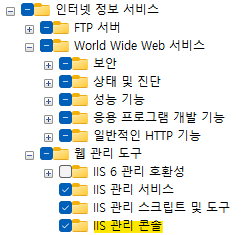 인터넷 정보 서비스
FTP 서버
World Wide Web 서비스
보안
상태 및 진단
성능 기능
응용 프로그램 개발 기능
일반적인 HTTP 기능
웹 관리 도구
IIS 6 관리 호환성
IIS 관리 서비스
IIS 관리 스크립트 및 도구
IIS 관리 콘솔